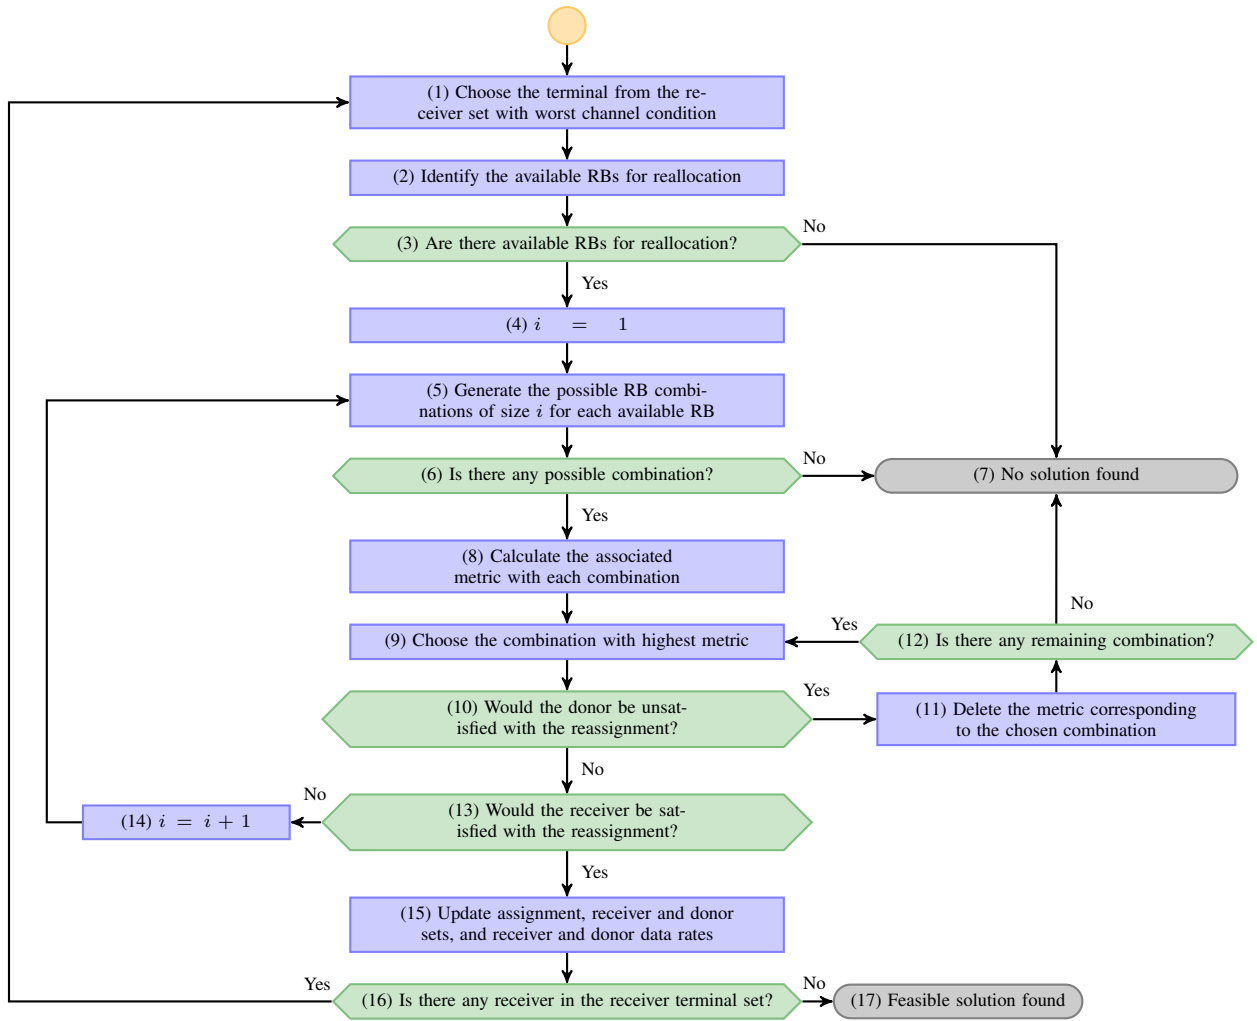 (1) Choose the terminal from the re-
ceiver set with worst channel condition
(2) Identify the available RBs for reallocation
(3) Are there available RBs for reallocation?
No
Yes
(4) i = 1
(5) Generate the possible RB combi-
nations of size i for each available RB
(6) Is there any possible combination?
No
(7) No solution found
Yes
(8) Calculate the associated
metric with each combination
No
(9) Choose the combination with highest metric
Yes
(12) Is there any remaining combination?
(10) Would the donor be unsat-
isfied with the reassignment?
Yes
(11) Delete the metric corresponding
to the chosen combination
No
(13) Would the receiver be sat-
isfied with the reassignment?
No
(14) i = i + 1
Yes
(15) Update assignment, receiver and donor
sets, and receiver and donor data rates
Yes
(16) Is there any receiver in the receiver terminal set?
No
(17) Feasible solution found